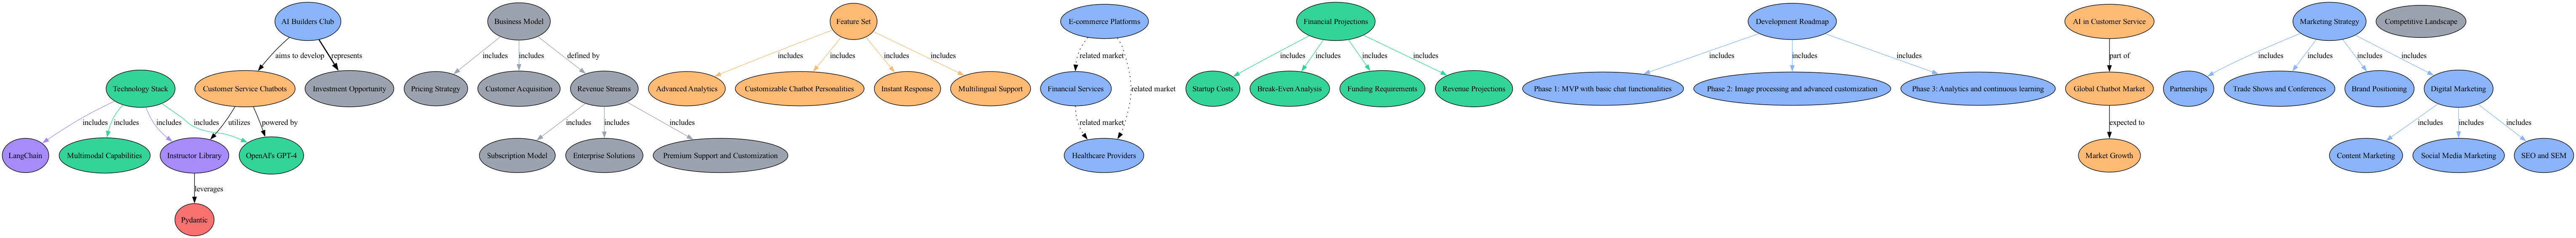 AI Builders Club
Business Model
Feature Set
E-commerce Platforms
Financial Projections
Development Roadmap
AI in Customer Service
Marketing Strategy
Competitive Landscape
aims to develop
represents
includes
includes
defined by
includes
includes
includes
includes
related market
related market
includes
includes
includes
includes
includes
includes
includes
part of
includes
includes
includes
includes
Technology Stack
Customer Service Chatbots
Investment Opportunity
Pricing Strategy
Customer Acquisition
Revenue Streams
Advanced Analytics
Customizable Chatbot Personalities
Instant Response
Multilingual Support
Financial Services
Startup Costs
Break-Even Analysis
Funding Requirements
Revenue Projections
Phase 1: MVP with basic chat functionalities
Phase 2: Image processing and advanced customization
Phase 3: Analytics and continuous learning
Global Chatbot Market
Partnerships
Trade Shows and Conferences
Brand Positioning
Digital Marketing
includes
includes
includes
includes
utilizes
powered by
includes
includes
includes
related market
expected to
includes
includes
includes
LangChain
Multimodal Capabilities
Instructor Library
OpenAI's GPT-4
Subscription Model
Enterprise Solutions
Premium Support and Customization
Healthcare Providers
Market Growth
Content Marketing
Social Media Marketing
SEO and SEM
leverages
Pydantic